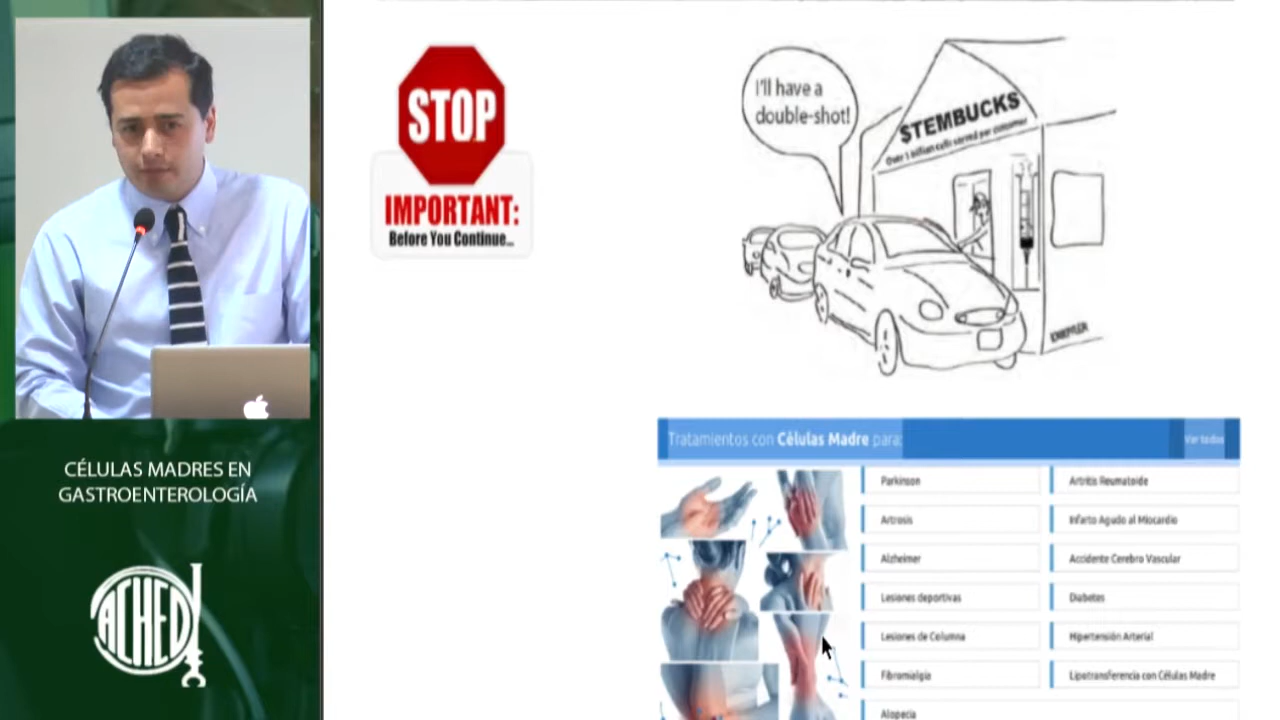 STOP
IMPORTANT:
Before You Continue...
I'll have a
double-shot!
STEMBUCKS
Over 1 billion cells served per consumer
KNOEPFLER
CÉLULAS MADRES EN
GASTROENTEROLOGÍA
ACHED
Tratamientos con Células Madre para:
Ver todos
Parkinson
Artritis Reumatoide
Artrosis
Infarto Agudo al Miocardio
Alzheimer
Accidente Cerebro Vascular
Lesiones deportivas
Diabetes
Lesiones de Columna
Hipertensión Arterial
Fibromialgia
Lipotransferencia con Células Madre
Alopecia